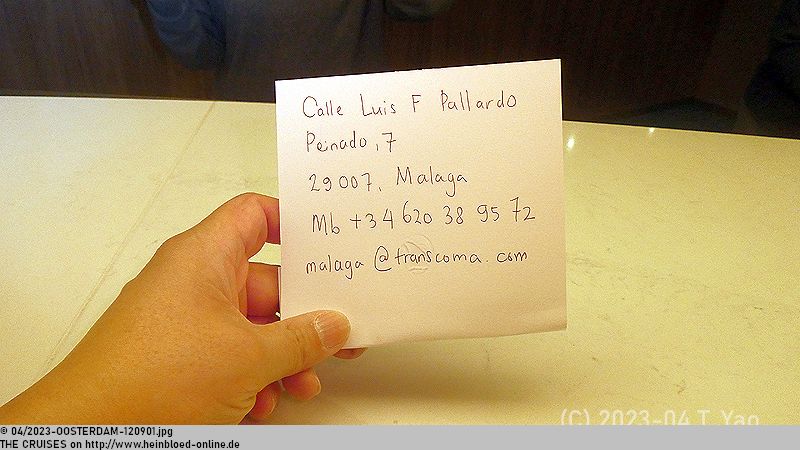 Calle Luis F Pallardo
Peinado, 7
29007, Malaga
Mb +34 620 38 95 72
malaga@transcoma.com
(C) 2023-04 T. Yao
© 04/2023-OOSTERDAM-120901.jpg
THE CRUISES on http://www.heinbloed-online.de